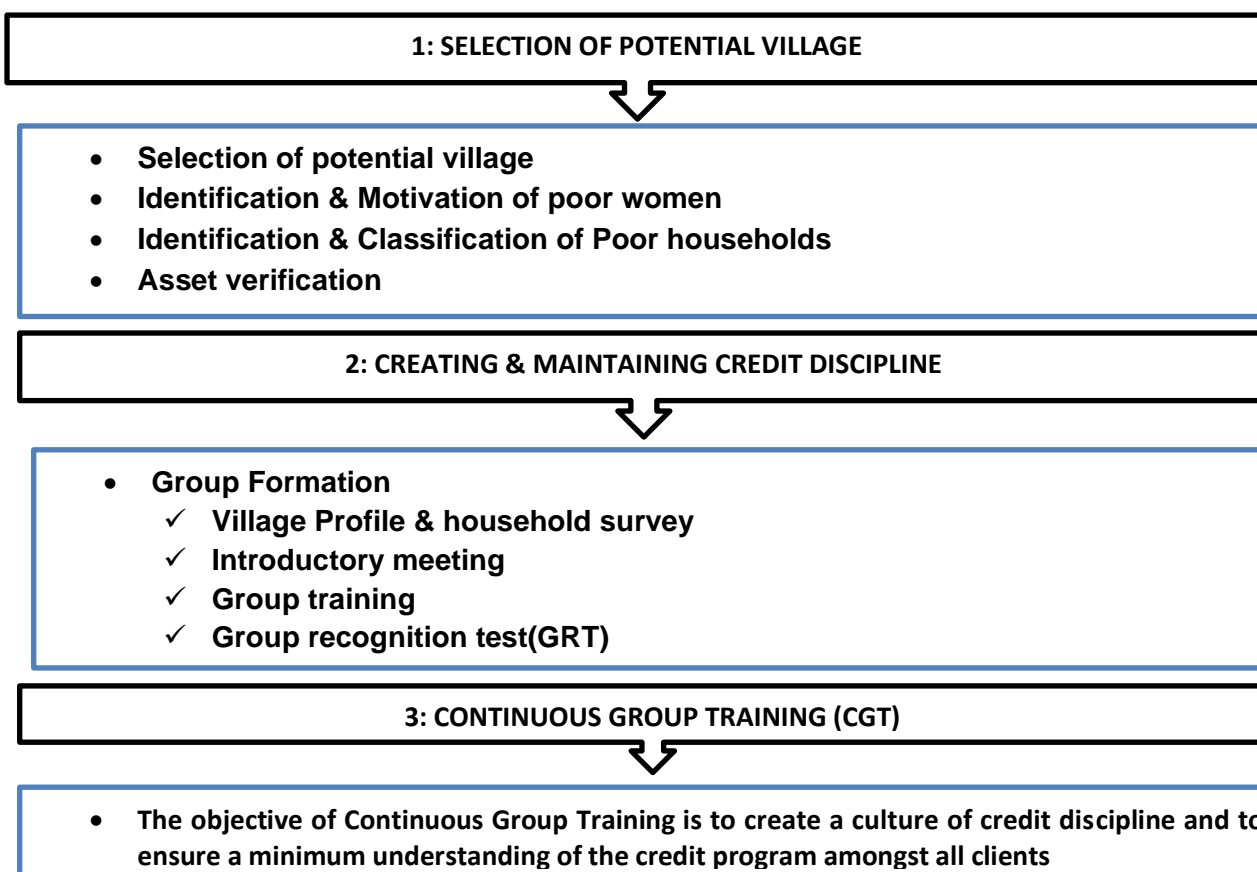 1: SELECTION OF POTENTIAL VILLAGE
• Selection of potential village
• Identification & Motivation of poor women
• Identification & Classification of Poor households
• Asset verification
2: CREATING & MAINTAINING CREDIT DISCIPLINE
• Group Formation
✓ Village Profile & household survey
✓ Introductory meeting
✓ Group training
✓ Group recognition test(GRT)
3: CONTINUOUS GROUP TRAINING (CGT)
• The objective of Continuous Group Training is to create a culture of credit discipline and to
ensure a minimum understanding of the credit program amongst all clients